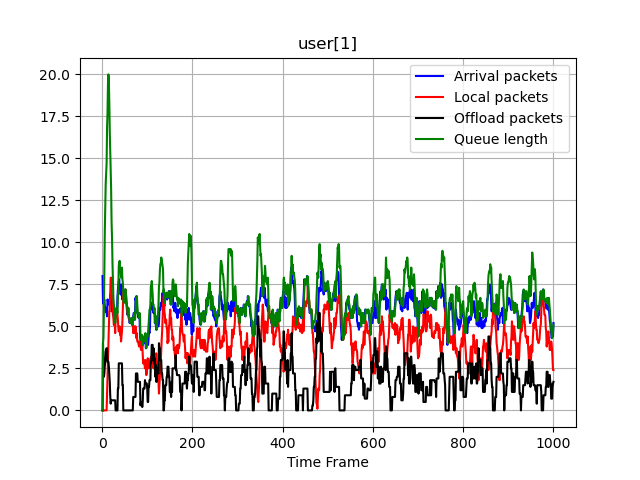 user[1]
20.0
17.5
15.0
12.5
10.0
7.5
5.0
2.5
0.0
Arrival packets
Local packets
Offload packets
Queue length
0 200 400 600 800 1000
Time Frame